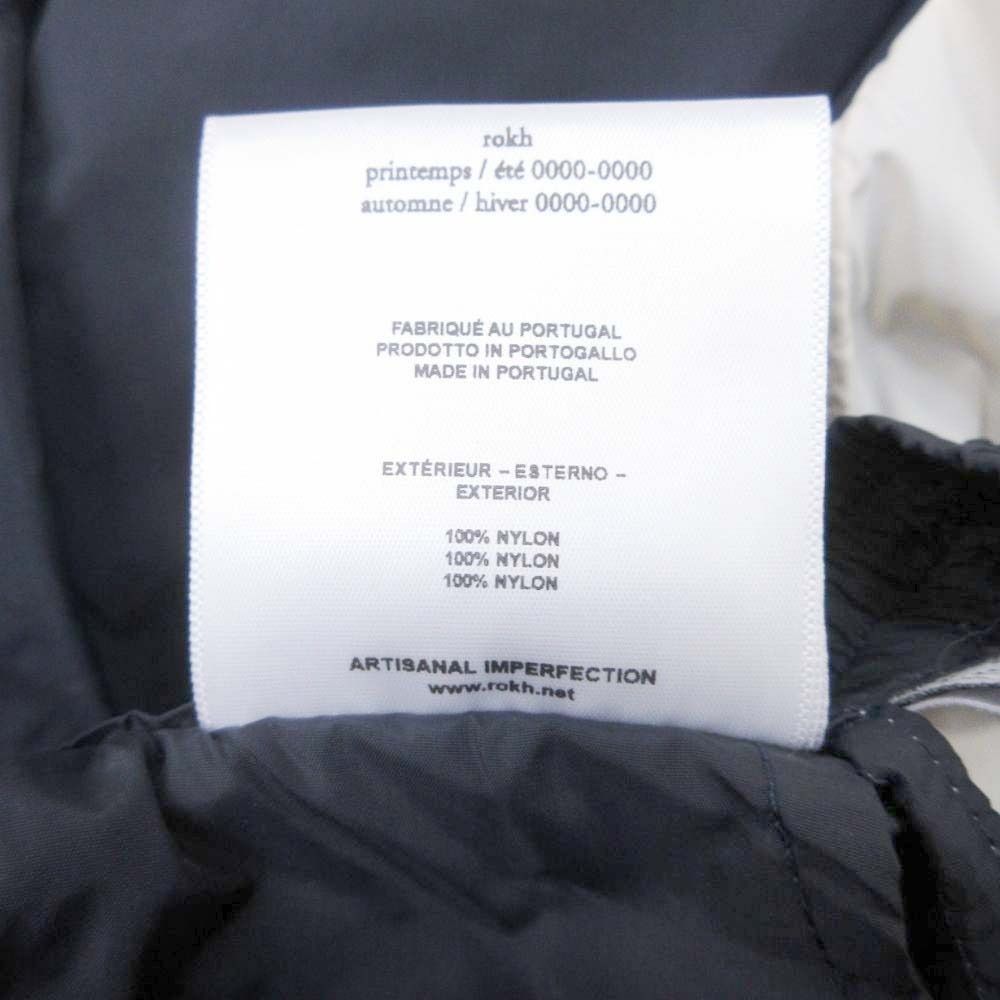 rokh
printemps / été 0000-0000
automne / hiver 0000-0000
FABRIQUÉ AU PORTUGAL
PRODOTTO IN PORTOGALLO
MADE IN PORTUGAL
EXTÉRIEUR – ESTERNO –
EXTERIOR
100% NYLON
100% NYLON
100% NYLON
ARTISANAL IMPERFECTION
www.rokh.net